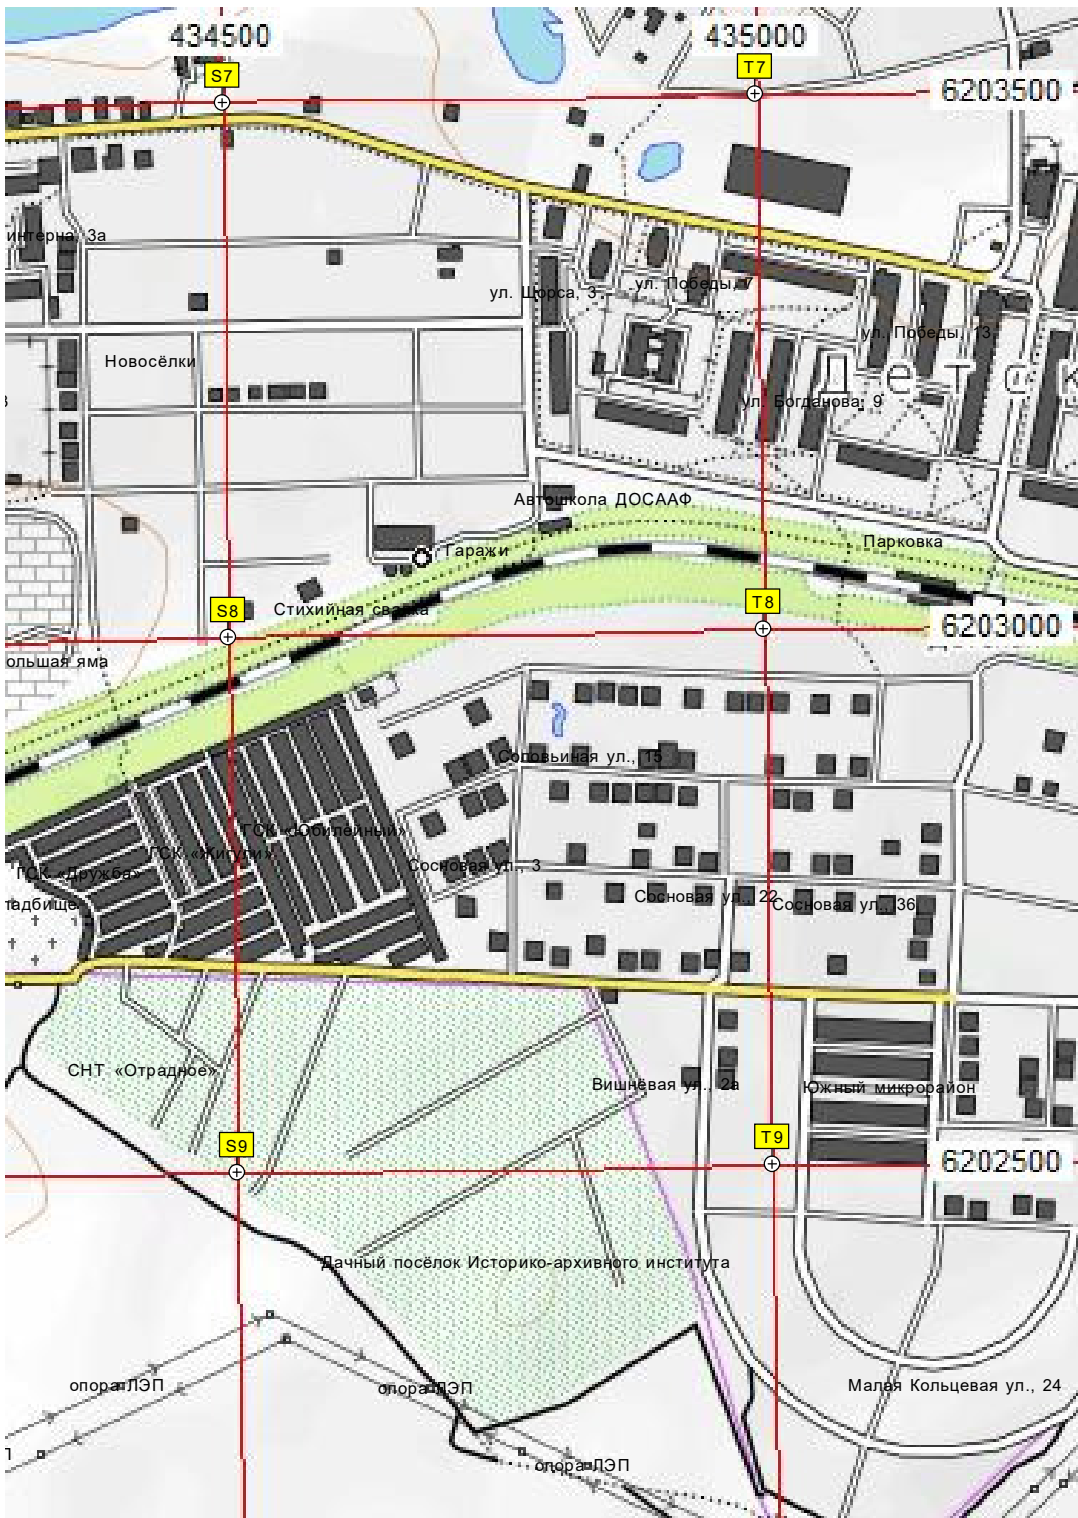 434500
435000
S7
T7
6203500
интерна, 3а
ул. Щорса, 3
ул. Победы, 7
ул. Победы, 13
Новосёлки
Детск
ул. Богданова, 9
Автошкола ДОСААФ
Гаражи
Парковка
S8
Стихийная свалка
T8
6203000
ольшая яма
Соловьиная ул., 15
ГСК «Юбилейный»
ГСК «Жигули»
ГСК «Дружба»
Сосновая ул., 3
Сосновая ул., 22
Сосновая ул., 36
ладбище
СНТ «Отрадное»
Вишнёвая ул., 2а
Южный микрорайон
S9
T9
6202500
Дачный посёлок Историко-архивного института
опора ЛЭП
опора ЛЭП
Малая Кольцевая ул., 24
опора ЛЭП